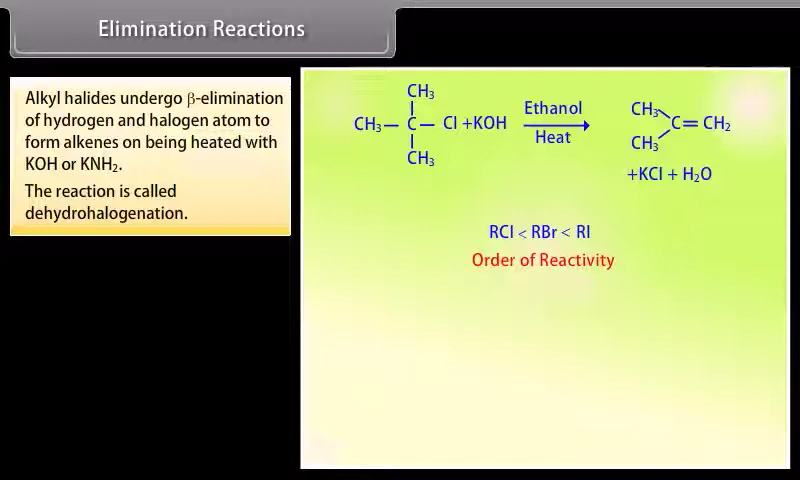 Elimination Reactions
Alkyl halides undergo β-elimination
of hydrogen and halogen atom to
form alkenes on being heated with
KOH or KNH₂.
The reaction is called
dehydrohalogenation.
CH₃
CH₃ — C — Cl +KOH
CH₃
Ethanol
Heat
CH₃
C = CH₂
CH₃
+KCl + H₂O
RCl < RBr < RI
Order of Reactivity